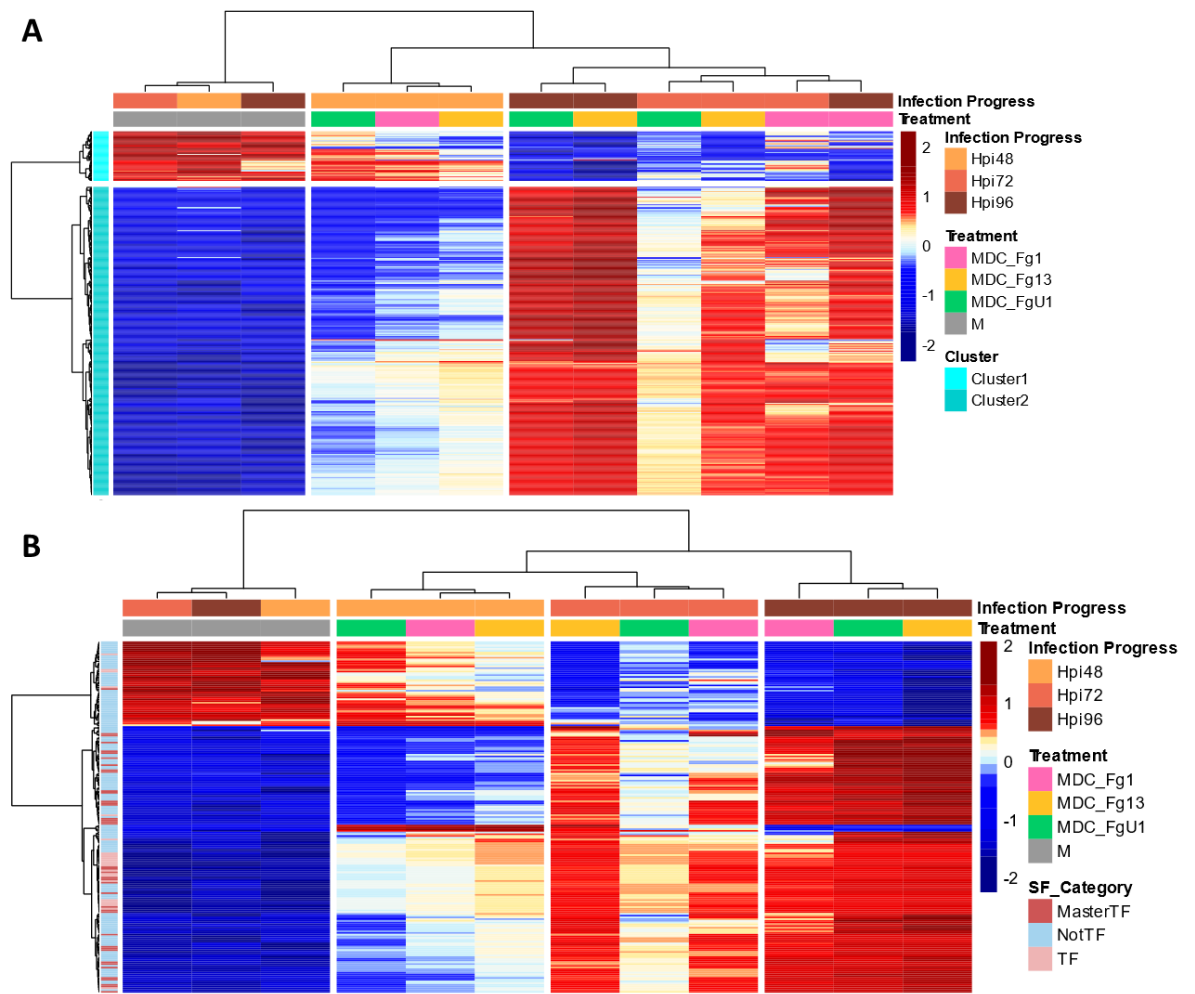 A
Infection Progress
Treatment
2
1
0
-1
-2
Infection Progress
Hpi48
Hpi72
Hpi96
Treatment
MDC_Fg1
MDC_Fg13
MDC_FgU1
M
Cluster
Cluster1
Cluster2
B
Infection Progress
Treatment
2
1
0
-1
-2
Infection Progress
Hpi48
Hpi72
Hpi96
Treatment
MDC_Fg1
MDC_Fg13
MDC_FgU1
M
SF_Category
MasterTF
NotTF
TF